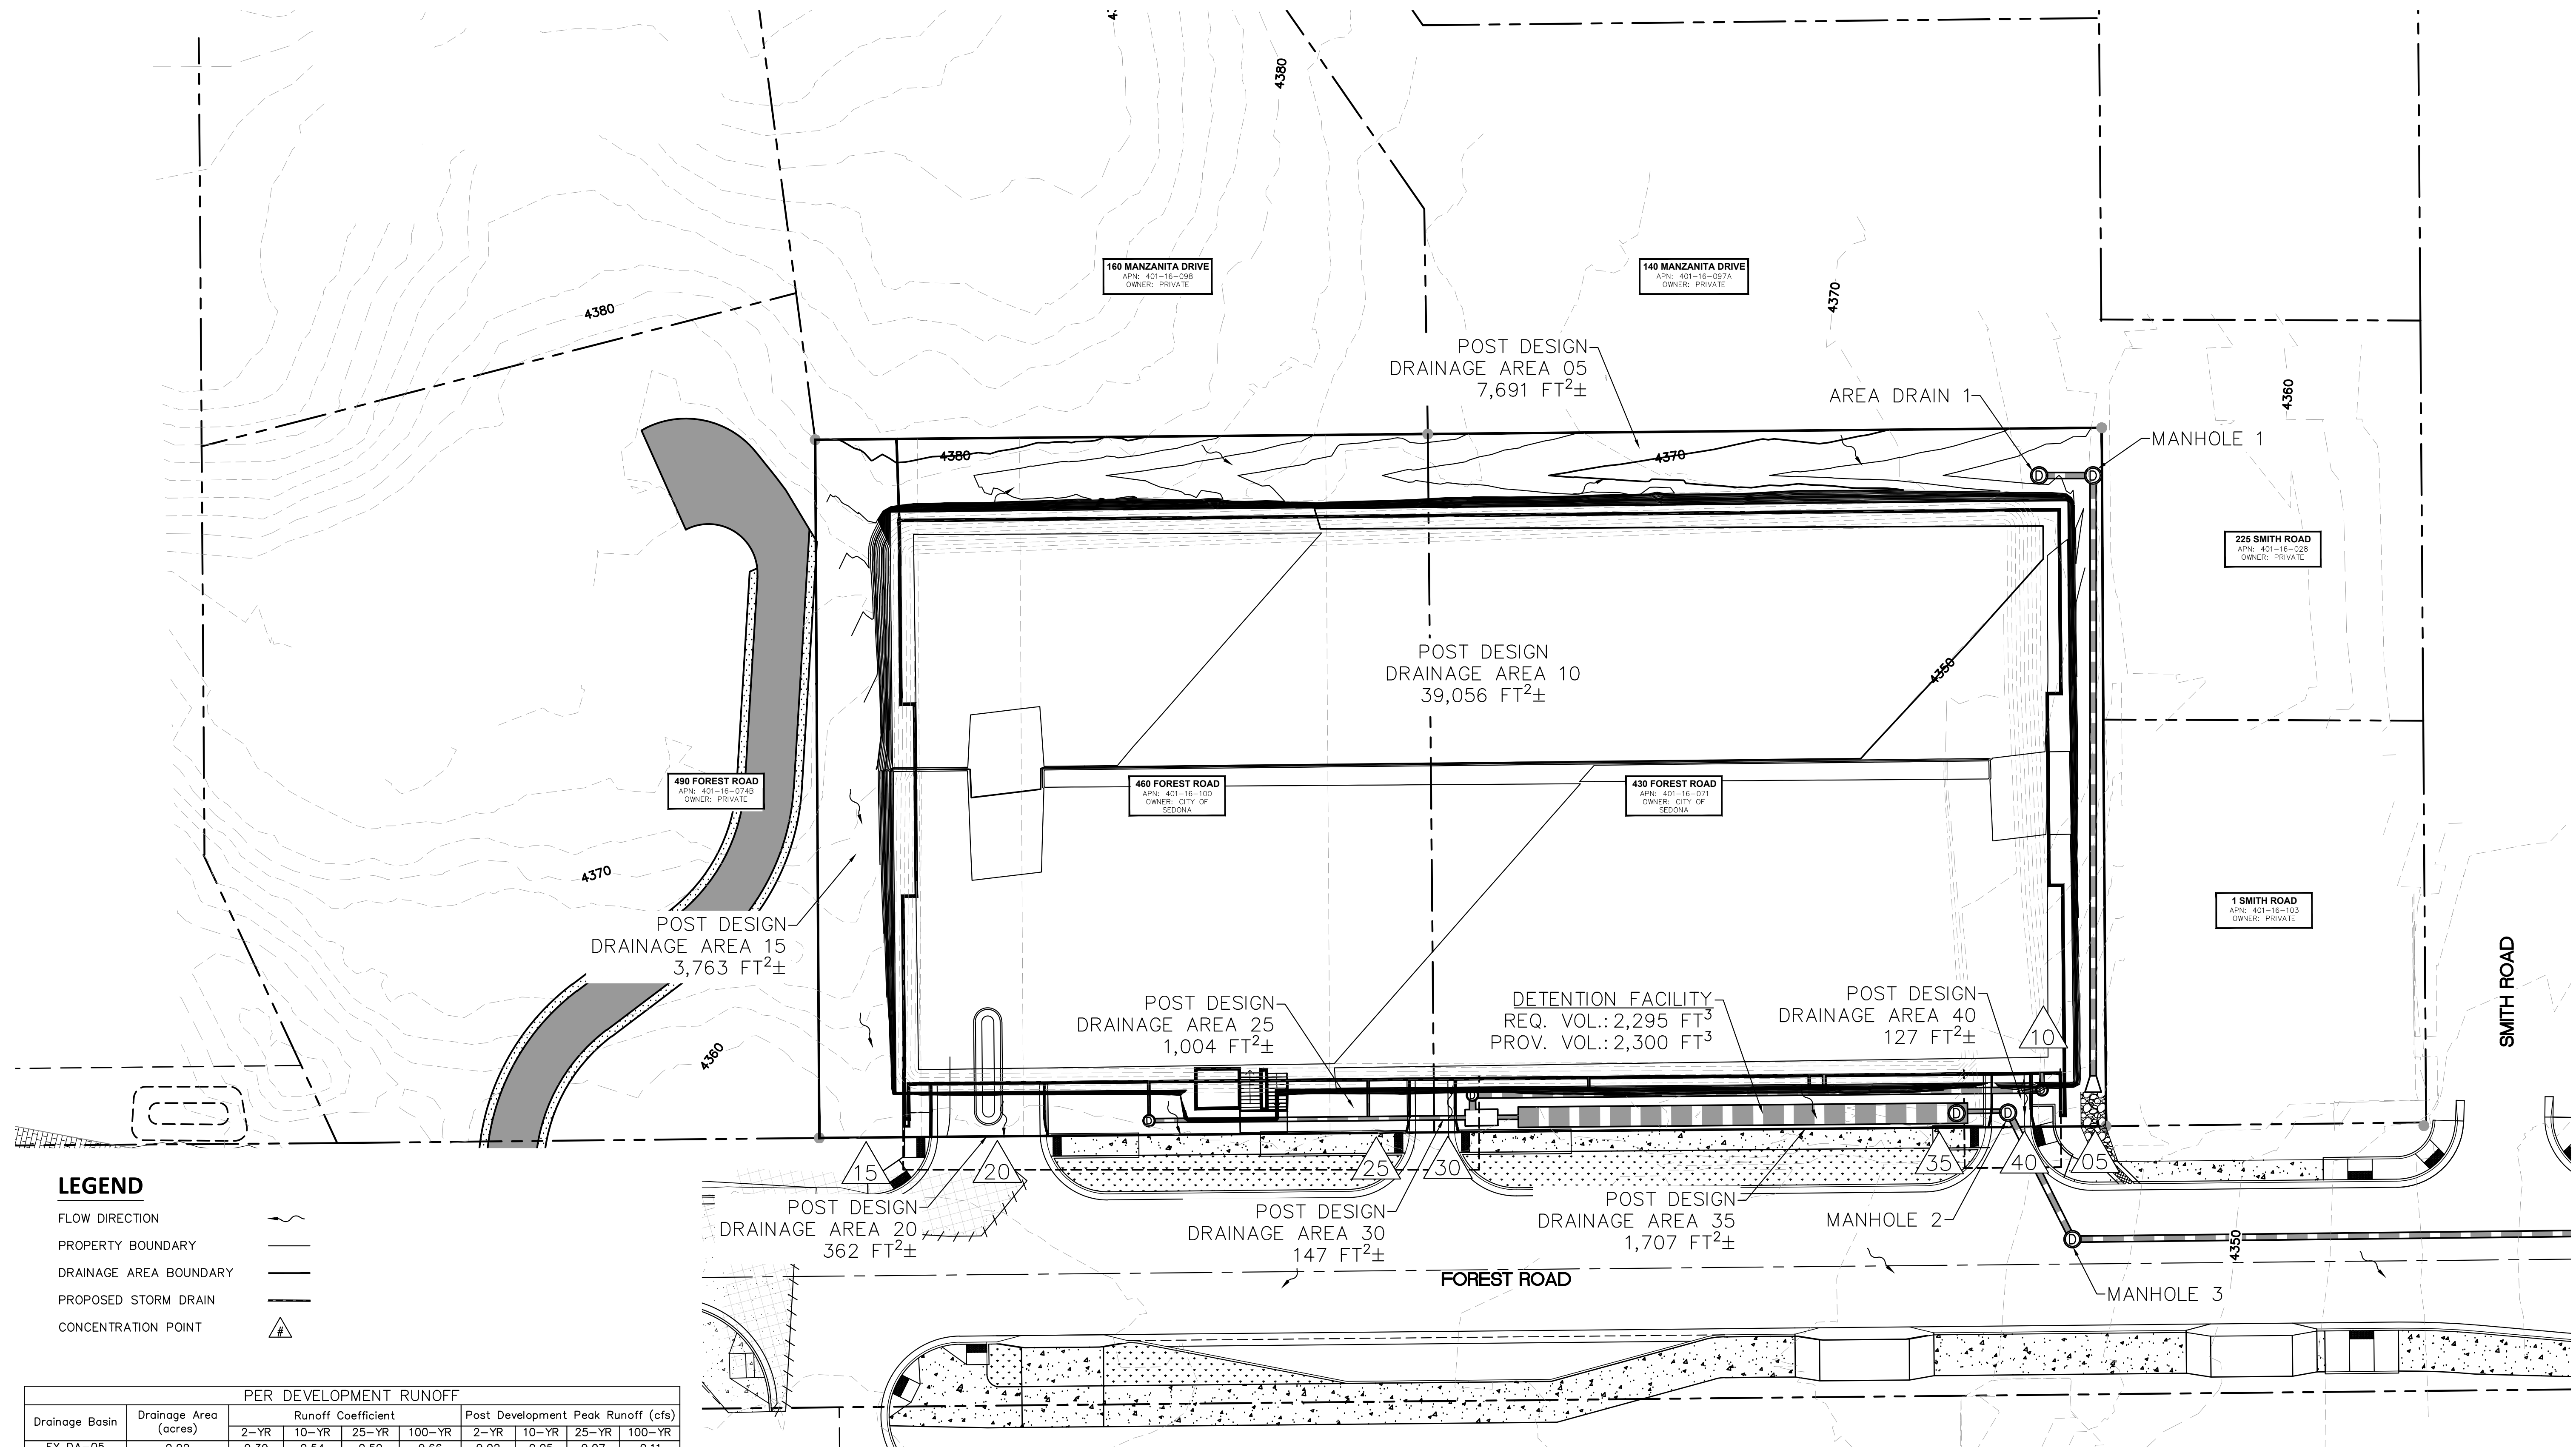 4380
4380
160 MANZANITA DRIVE
APN: 401-16-098
OWNER: PRIVATE
140 MANZANITA DRIVE
APN: 401-16-097A
OWNER: PRIVATE
4370
POST DESIGN
DRAINAGE AREA 05
7,691 FT²±
AREA DRAIN 1
4360
MANHOLE 1
4380
4370
D
D
225 SMITH ROAD
APN: 401-16-028
OWNER: PRIVATE
POST DESIGN
DRAINAGE AREA 10
39,056 FT²±
4350
490 FOREST ROAD
APN: 401-16-074B
OWNER: PRIVATE
460 FOREST ROAD
APN: 401-16-100
OWNER: CITY OF
SEDONA
430 FOREST ROAD
APN: 401-16-071
OWNER: CITY OF
SEDONA
4370
1 SMITH ROAD
APN: 401-16-103
OWNER: PRIVATE
SMITH ROAD
POST DESIGN
DRAINAGE AREA 15
3,763 FT²±
4360
POST DESIGN
DRAINAGE AREA 25
1,004 FT²±
DETENTION FACILITY
REQ. VOL.: 2,295 FT³
PROV. VOL.: 2,300 FT³
POST DESIGN
DRAINAGE AREA 40
127 FT²±
10
D
D
D
D
D
15
20
25
30
35
40
05
POST DESIGN
DRAINAGE AREA 20
362 FT²±
POST DESIGN
DRAINAGE AREA 30
147 FT²±
POST DESIGN
DRAINAGE AREA 35
1,707 FT²±
MANHOLE 2
D
4350
FOREST ROAD
MANHOLE 3
LEGEND
FLOW DIRECTION
PROPERTY BOUNDARY
DRAINAGE AREA BOUNDARY
PROPOSED STORM DRAIN
CONCENTRATION POINT #
PER DEVELOPMENT RUNOFF
Drainage Basin Drainage Area (acres) Runoff Coefficient Post Development Peak Runoff (cfs)
2-YR 10-YR 25-YR 100-YR 2-YR 10-YR 25-YR 100-YR